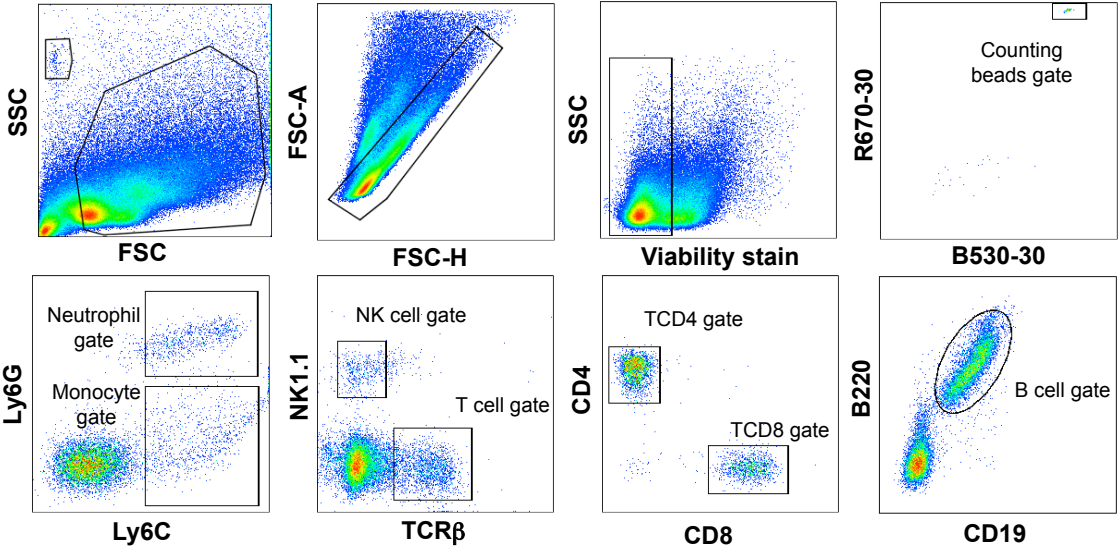 SSC
FSC
FSC-A
FSC-H
SSC
Viability stain
R670-30
Counting
beads gate
B530-30
Ly6G
Neutrophil
gate
Monocyte
gate
Ly6C
NK1.1
NK cell gate
T cell gate
TCRβ
CD4
TCD4 gate
TCD8 gate
CD8
B220
B cell gate
CD19